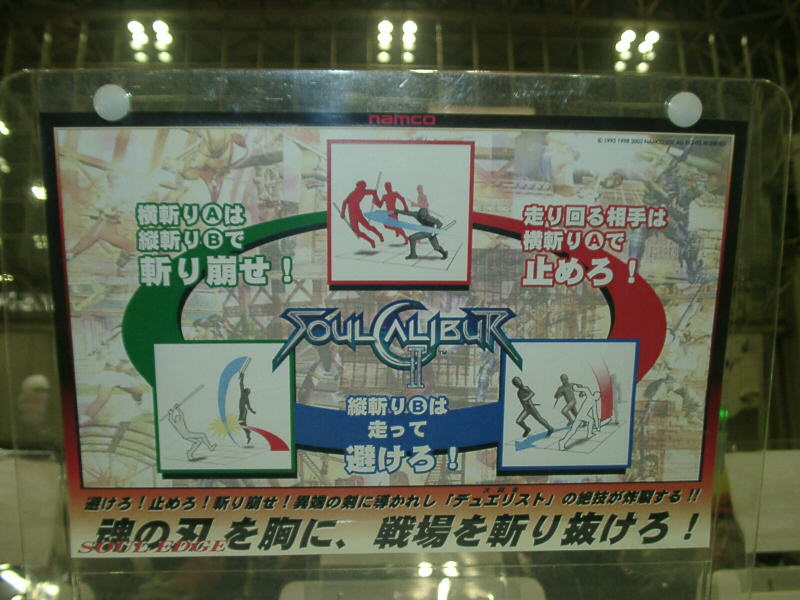 namco
© 1995 1998 2002 NAMCO LTD., ALL RIGHTS RESERVED
横斬りⒶは
縦斬りⒷで
斬り崩せ！
走り回る相手は
横斬りⒶで
止めろ！
SOULCALIBUR
II
TM
縦斬りⒷは
走って
避けろ！
避けろ！止めろ！斬り崩せ！異端の剣に導かれし「デュエリスト」の絶技が炸裂する!!
魂の刃を胸に、戦場を斬り抜けろ！
SOUL EDGE